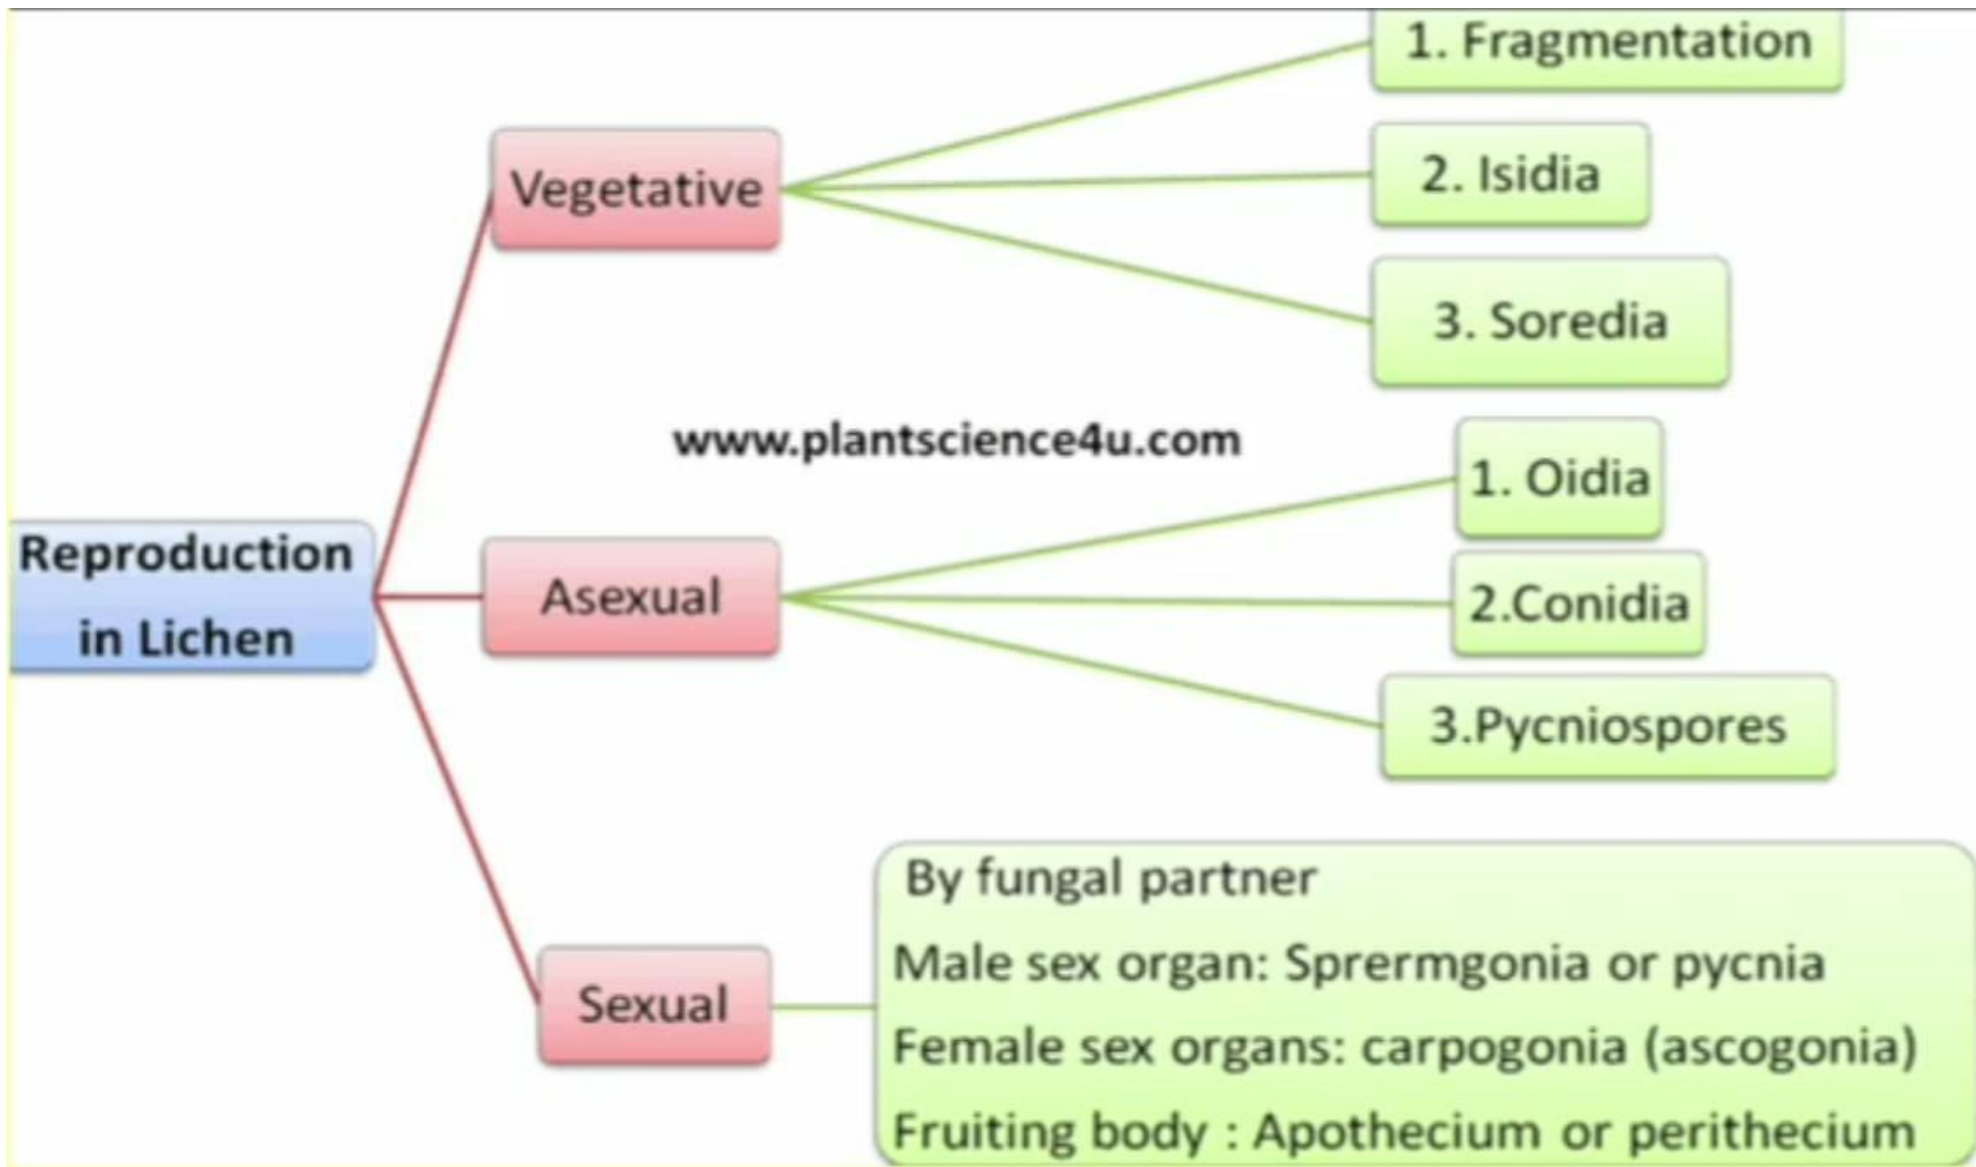 1. Fragmentation
Vegetative
2. Isidia
3. Soredia
www.plantscience4u.com
1. Oidia
Reproduction
in Lichen
Asexual
2.Conidia
3.Pycniospores
Sexual
By fungal partner
Male sex organ: Sprermgonia or pycnia
Female sex organs: carpogonia (ascogonia)
Fruiting body : Apothecium or perithecium